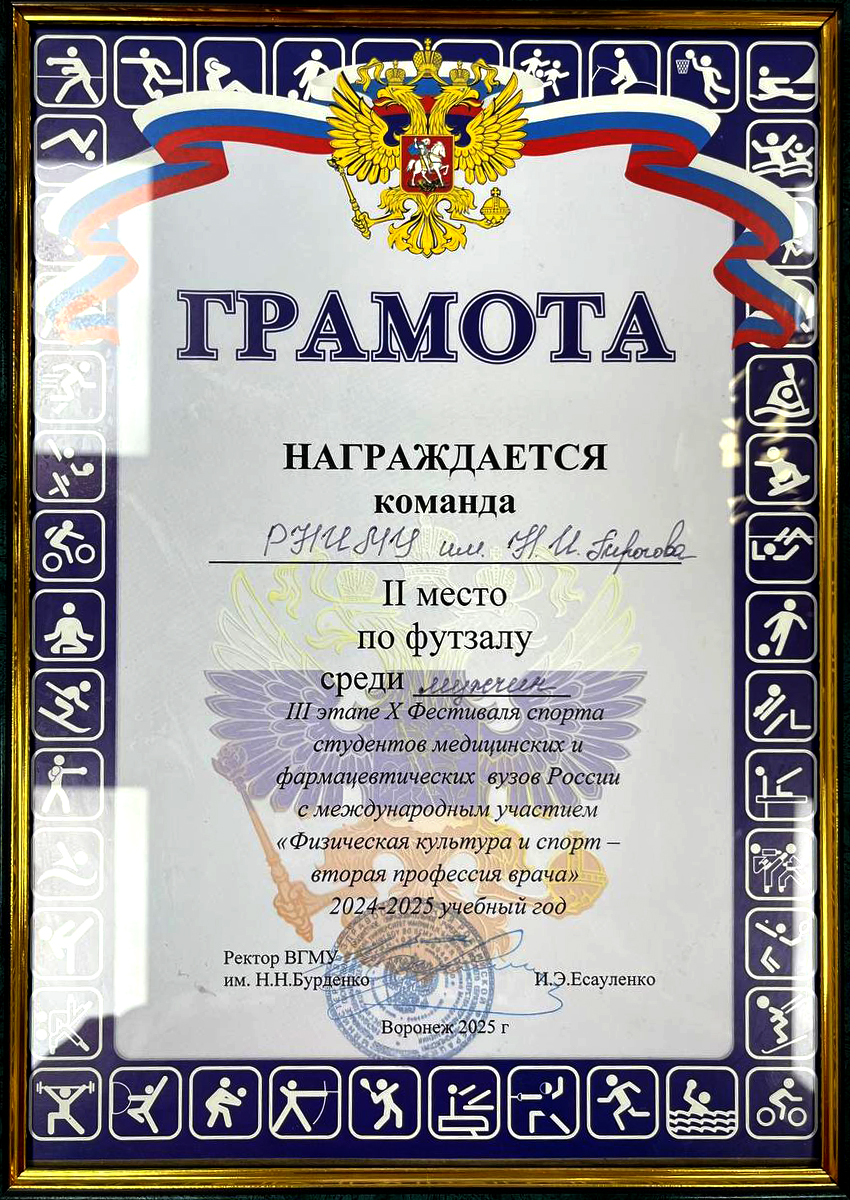 ГРАМОТА
НАГРАЖДАЕТСЯ
команда
РНИМУ им. Н.И. Пирогова
II место
по футзалу
среди мужчин
III этапе X Фестиваля спорта
студентов медицинских и
фармацевтических вузов России
с международным участием
«Физическая культура и спорт –
вторая профессия врача»
2024-2025 учебный год
Ректор ВГМУ
им. Н.Н.Бурденко И.Э.Есауленко
Воронеж 2025 г